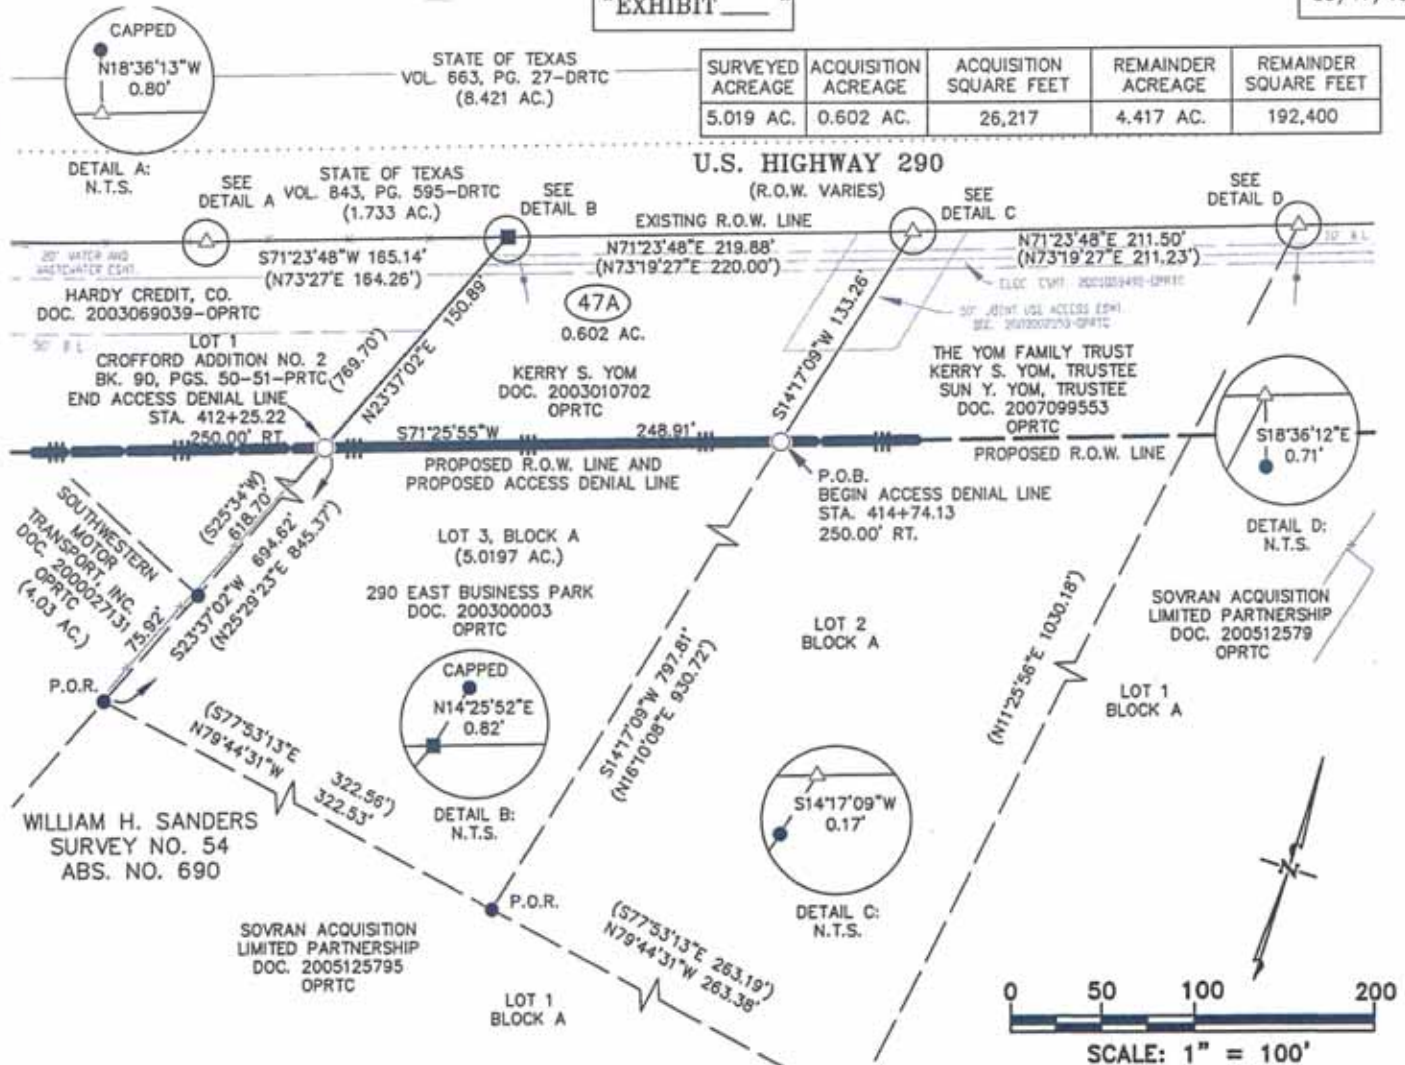 "EXHIBIT ____ "
CAPPED
N18°36'13"W
0.80'
DETAIL A:
N.T.S.
STATE OF TEXAS
VOL. 663, PG. 27-DRTC
(8.421 AC.)
SURVEYED ACREAGE
ACQUISITION ACREAGE
ACQUISITION SQUARE FEET
REMAINDER ACREAGE
REMAINDER SQUARE FEET
5.019 AC.
0.602 AC.
26,217
4.417 AC.
192,400
U.S. HIGHWAY 290
(R.O.W. VARIES)
SEE
DETAIL A
STATE OF TEXAS
VOL. 843, PG. 595-DRTC
(1.733 AC.)
SEE
DETAIL B
EXISTING R.O.W. LINE
SEE
DETAIL C
SEE
DETAIL D
S71°23'48"W 165.14'
(N73°27'E 164.26')
N71°23'48"E 219.88'
(N73°19'27"E 220.00')
N71°23'48"E 211.50'
(N73°19'27"E 211.23')
20' WATER AND
WASTEWATER ESMT.
HARDY CREDIT, CO.
DOC. 2003069039-OPRTC
50' B.L.
LOT 1
CROFFORD ADDITION NO. 2
BK. 90, PGS. 50-51-PRTC
END ACCESS DENIAL LINE
STA. 412+25.22
250.00' RT.
(769.70')
N23°37'02"E 150.89'
47A
0.602 AC.
KERRY S. YOM
DOC. 2003010702
OPRTC
S14°17'09"W 133.26'
50' JOINT USE ACCESS ESMT.
THE YOM FAMILY TRUST
KERRY S. YOM, TRUSTEE
SUN Y. YOM, TRUSTEE
DOC. 2007099553
OPRTC
S71°25'55"W 248.91'
PROPOSED R.O.W. LINE AND
PROPOSED ACCESS DENIAL LINE
PROPOSED R.O.W. LINE
P.O.B.
BEGIN ACCESS DENIAL LINE
STA. 414+74.13
250.00' RT.
S18°36'12"E
0.71'
DETAIL D:
N.T.S.
SOUTHWESTERN
MOTOR
TRANSPORT, INC.
DOC. 2000027131
OPRTC
(4.03 AC.)
(S25°34'W)
618.70'
75.92'
S23°37'02"W 694.62'
(N25°29'23"E 845.37')
LOT 3, BLOCK A
(5.0197 AC.)
290 EAST BUSINESS PARK
DOC. 200300003
OPRTC
LOT 2
BLOCK A
SOVRAN ACQUISITION
LIMITED PARTNERSHIP
DOC. 200512579
OPRTC
LOT 1
BLOCK A
(N11°25'56"E 1030.18')
S14°17'09"W 797.81'
(N16°10'08"E 930.72')
P.O.R.
(S77°53'13"E 322.56')
N79°44'31"W 322.53'
CAPPED
N14°25'52"E
0.82'
DETAIL B:
N.T.S.
S14°17'09"W
0.17'
DETAIL C:
N.T.S.
WILLIAM H. SANDERS
SURVEY NO. 54
ABS. NO. 690
P.O.R.
SOVRAN ACQUISITION
LIMITED PARTNERSHIP
DOC. 2005125795
OPRTC
LOT 1
BLOCK A
(S77°53'13"E 263.19')
N79°44'31"W 263.38'
N
0 50 100 200
SCALE: 1" = 100'